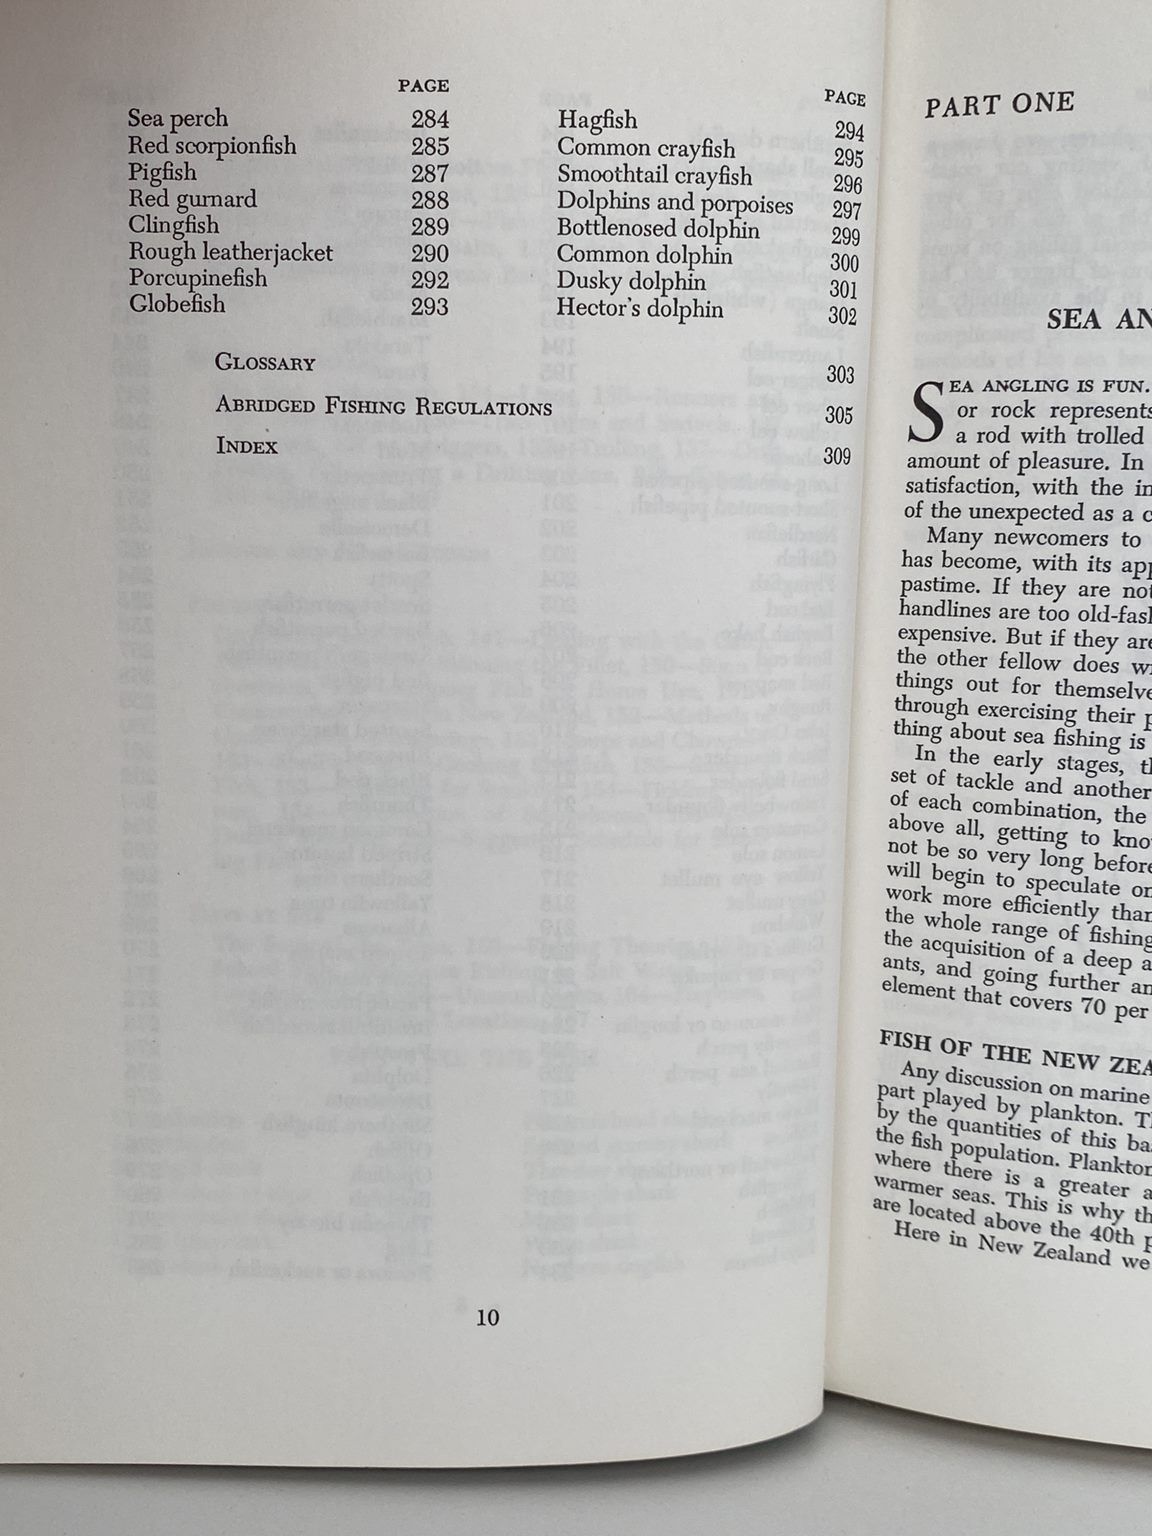 PAGE
Sea perch 284
Red scorpionfish 285
Pigfish 287
Red gurnard 288
Clingfish 289
Rough leatherjacket 290
Porcupinefish 292
Globefish 293
PAGE
Hagfish 294
Common crayfish 295
Smoothtail crayfish 296
Dolphins and porpoises 297
Bottlenosed dolphin 299
Common dolphin 300
Dusky dolphin 301
Hector's dolphin 302
GLOSSARY 303
ABRIDGED FISHING REGULATIONS 305
INDEX 309
10
PART ONE
SEA AN
SEA ANGLING IS FUN.
or rock represents
a rod with trolled
amount of pleasure. In
satisfaction, with the in
of the unexpected as a c
Many newcomers to
has become, with its app
pastime. If they are not
handlines are too old-fash
expensive. But if they are
the other fellow does w
things out for themselve
through exercising their p
thing about sea fishing is
In the early stages, th
set of tackle and another
of each combination, the
above all, getting to know
not be so very long before
will begin to speculate on
work more efficiently than
the whole range of fishing
the acquisition of a deep a
ants, and going further an
element that covers 70 per
FISH OF THE NEW ZEA
Any discussion on marine
part played by plankton. Th
by the quantities of this ba
the fish population. Plankton
where there is a greater a
warmer seas. This is why th
are located above the 40th p
Here in New Zealand we